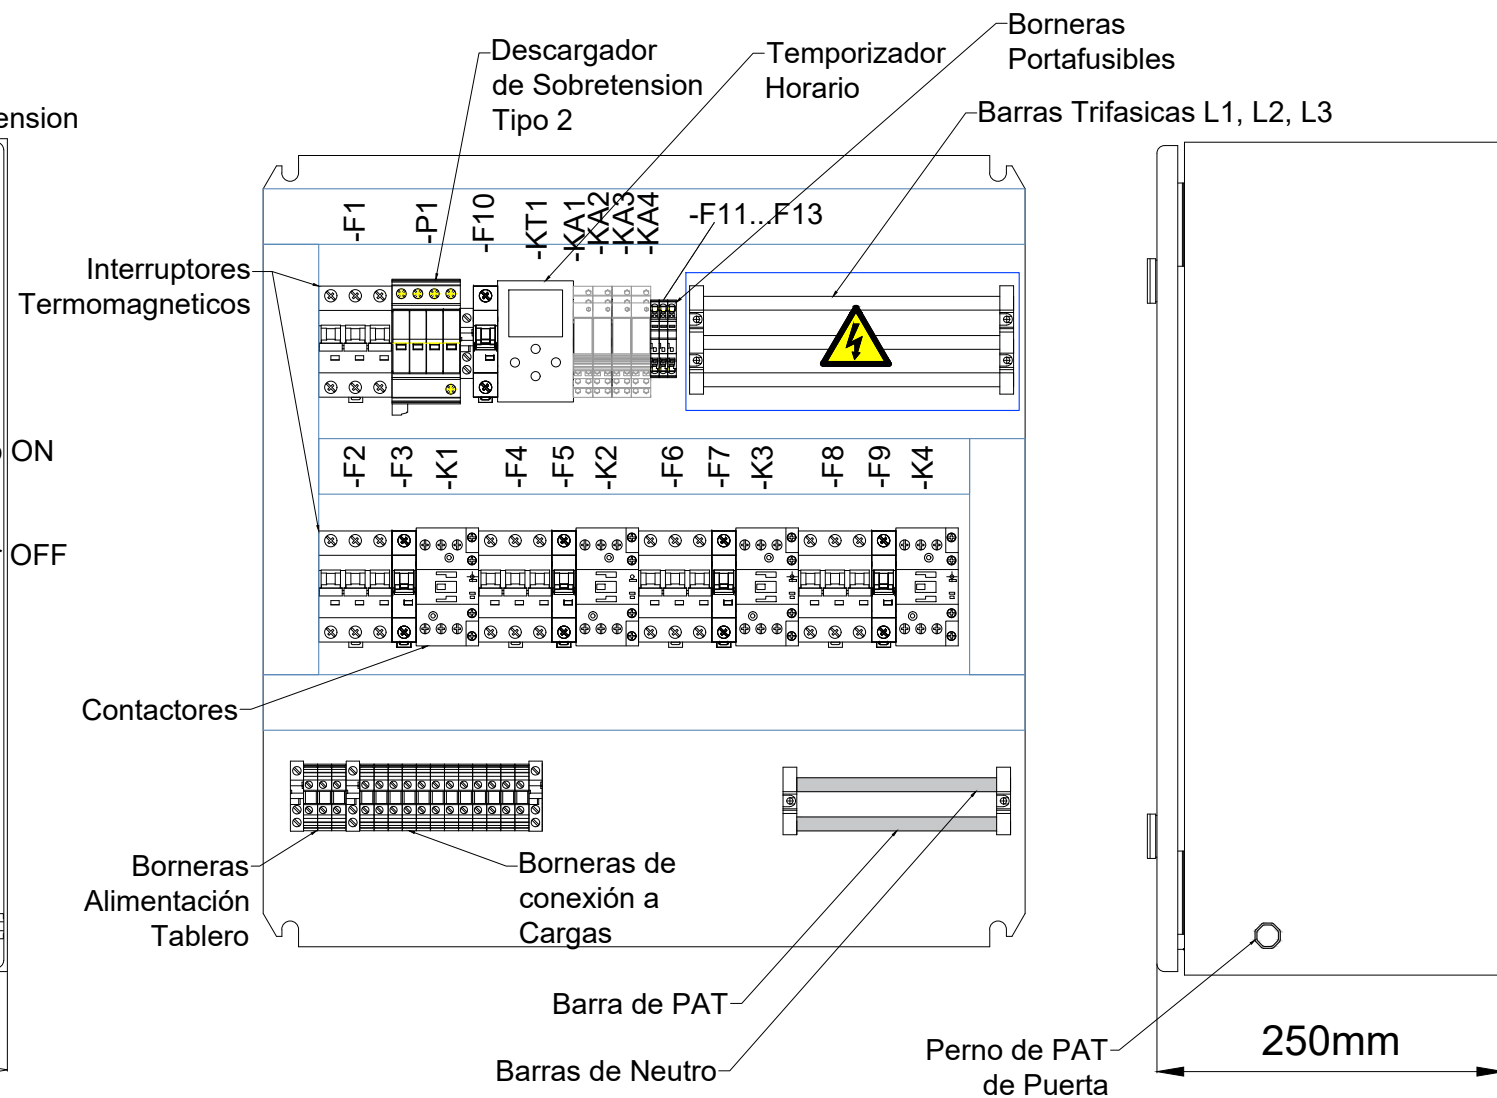 Descargador
de Sobretension
Tipo 2
Temporizador
Horario
Borneras
Portafusibles
Barras Trifasicas L1, L2, L3
ension
-F1
-P1
-F10
-KT1
-KA1
-KA2
-KA3
-KA4
-F11...F13
Interruptores
Termomagneticos
ON
-F2
-F3
-K1
-F4
-F5
-K2
-F6
-F7
-K3
-F8
-F9
-K4
OFF
Contactores
Borneras
Alimentación
Tablero
Borneras de
conexión a
Cargas
Barra de PAT
Barras de Neutro
Perno de PAT
de Puerta
250mm